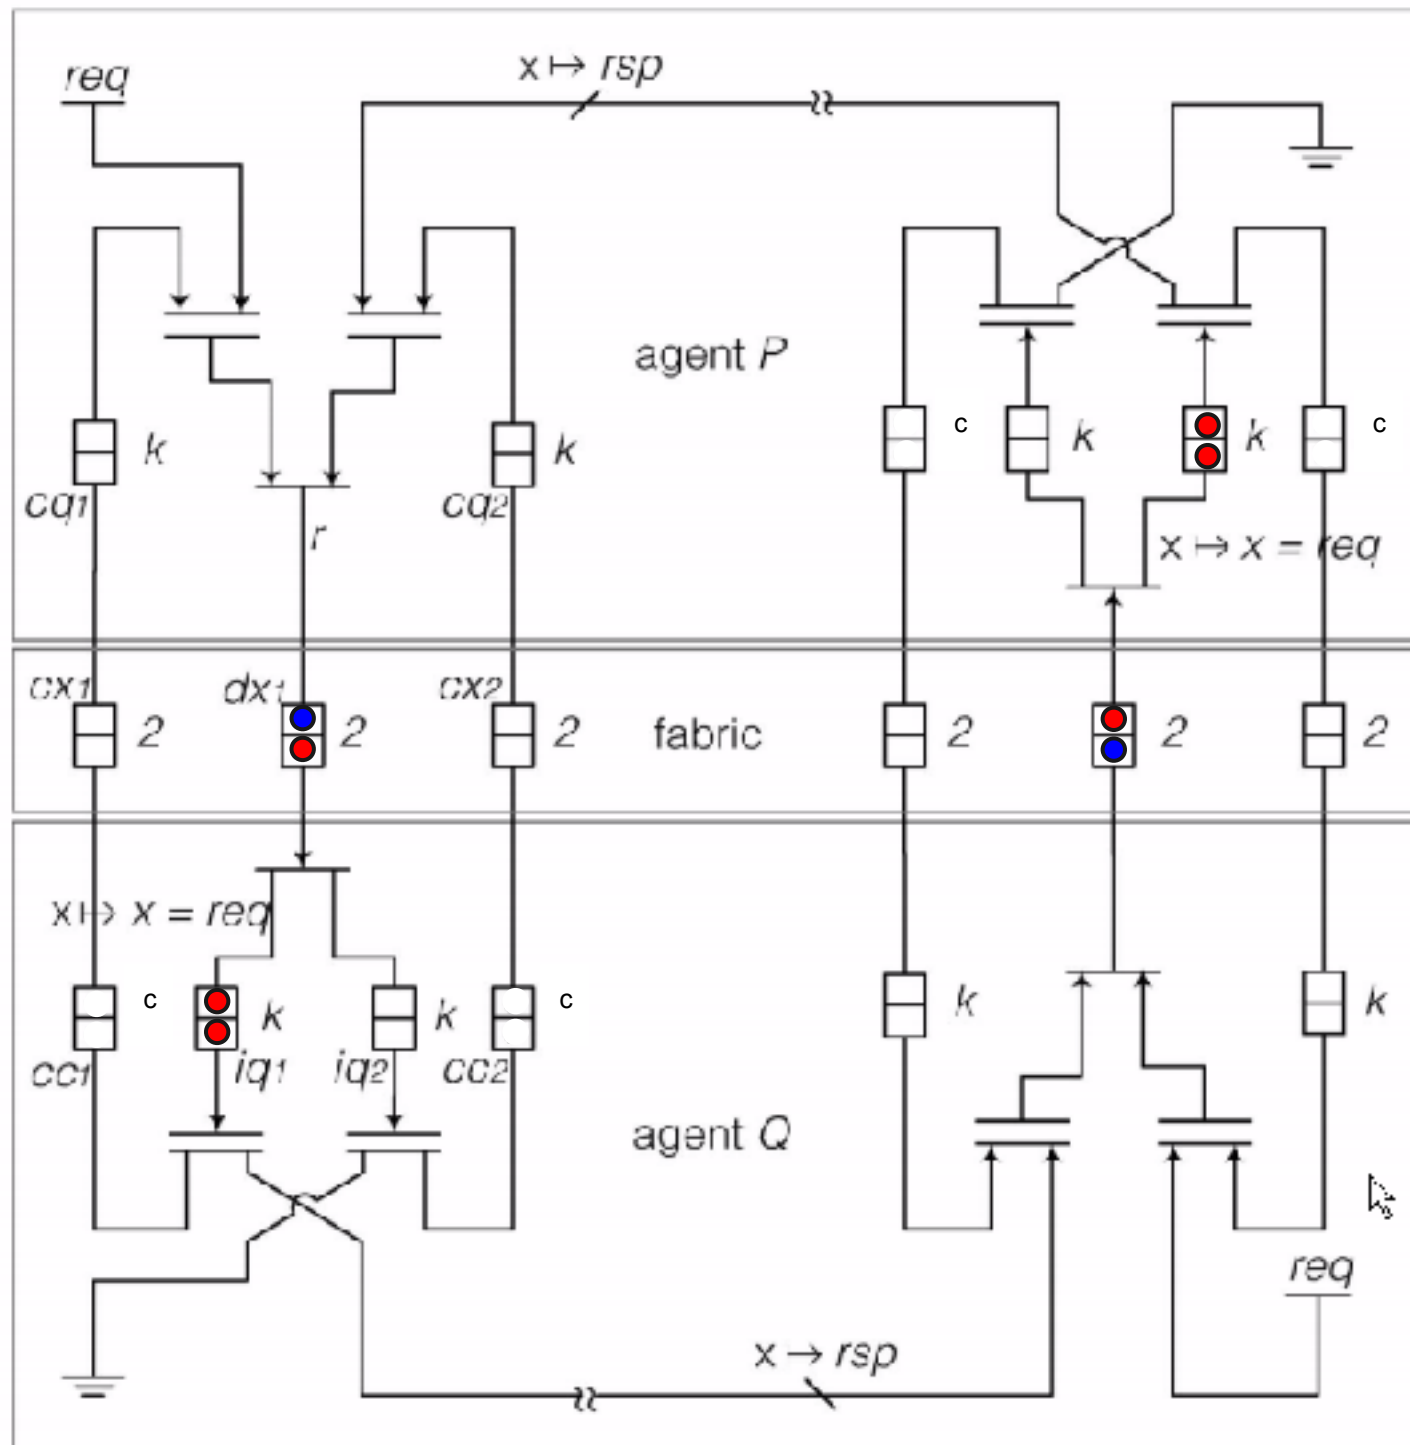 req
x ↦ rsp
agent P
k
k
c
k
k
c
cq1
cq2
r
x ↦ x = req
cx1
dx1
cx2
2
2
2
fabric
2
2
2
x ↦ x = req
c
k
k
c
k
k
cc1
iq1
iq2
cc2
agent Q
req
x → rsp